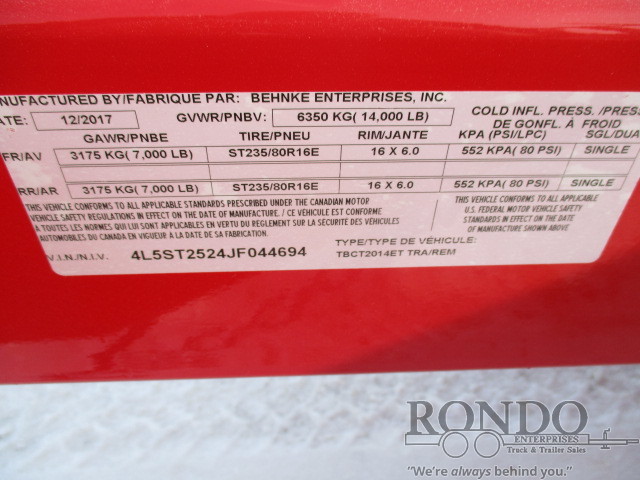 NUFACTURED BY/FABRIQUE PAR: BEHNKE ENTERPRISES, INC.
ATE: 12/2017 GVWR/PNBV: 6350 KG( 14,000 LB) COLD INFL. PRESS. /PRES
DE GONFL. À FROID
GAWR/PNBE TIRE/PNEU RIM/JANTE KPA (PSI/LPC) SGL/DUA
FR/AV 3175 KG( 7,000 LB) ST235/80R16E 16 X 6.0 552 KPA( 80 PSI) SINGLE
RR/AR 3175 KG( 7,000 LB) ST235/80R16E 16 X 6.0 552 KPA( 80 PSI) SINGLE
THIS VEHICLE CONFORMS TO ALL APPLICABLE STANDARDS PRESCRIBED UNDER THE CANADIAN MOTOR
VEHICLE SAFETY REGULATIONS IN EFFECT ON THE DATE OF MANUFACTURE. / CE VÉHICULE EST CONFORME
A TOUTES LES NORMES QUI LUI SONT APPLICABLES EN VERTU DU RÈGLEMENT SUR LA SÉCURITÉ DES VÉHICULES
AUTOMOBILES DU CANADA EN VIGUEUR À LA DATE DE SA FABRICATION.
THIS VEHICLE CONFORMS TO ALL APPLICABLE
U.S. FEDERAL MOTOR VEHICLE SAFETY
STANDARDS IN EFFECT ON THE
DATE OF MANUFACTURE
V.I.N./N.I.V. 4L5ST2524JF044694 TYPE/TYPE DE VÉHICULE:
TBCT2014ET TRA/REM
RONDO
ENTERPRISES
Truck & Trailer Sales
"We're always behind you."